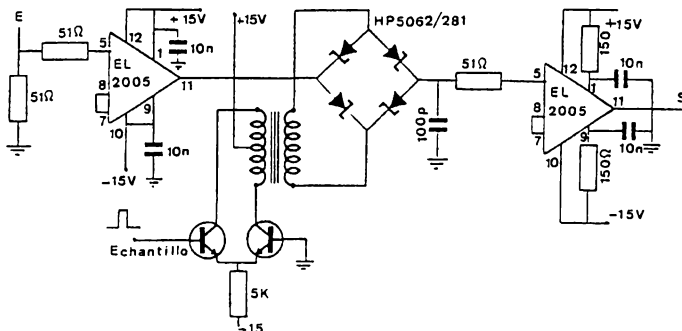 E
51Ω
51Ω
5
12
+15V
1
10n
EL
2005
8
7
9
10
11
10n
-15V
+15V
HP5062/281
100p
51Ω
5
12
+15V
150
10n
1
EL
2005
8
7
11
S
9
10
10n
150Ω
-15V
Echantillo
5K
-15